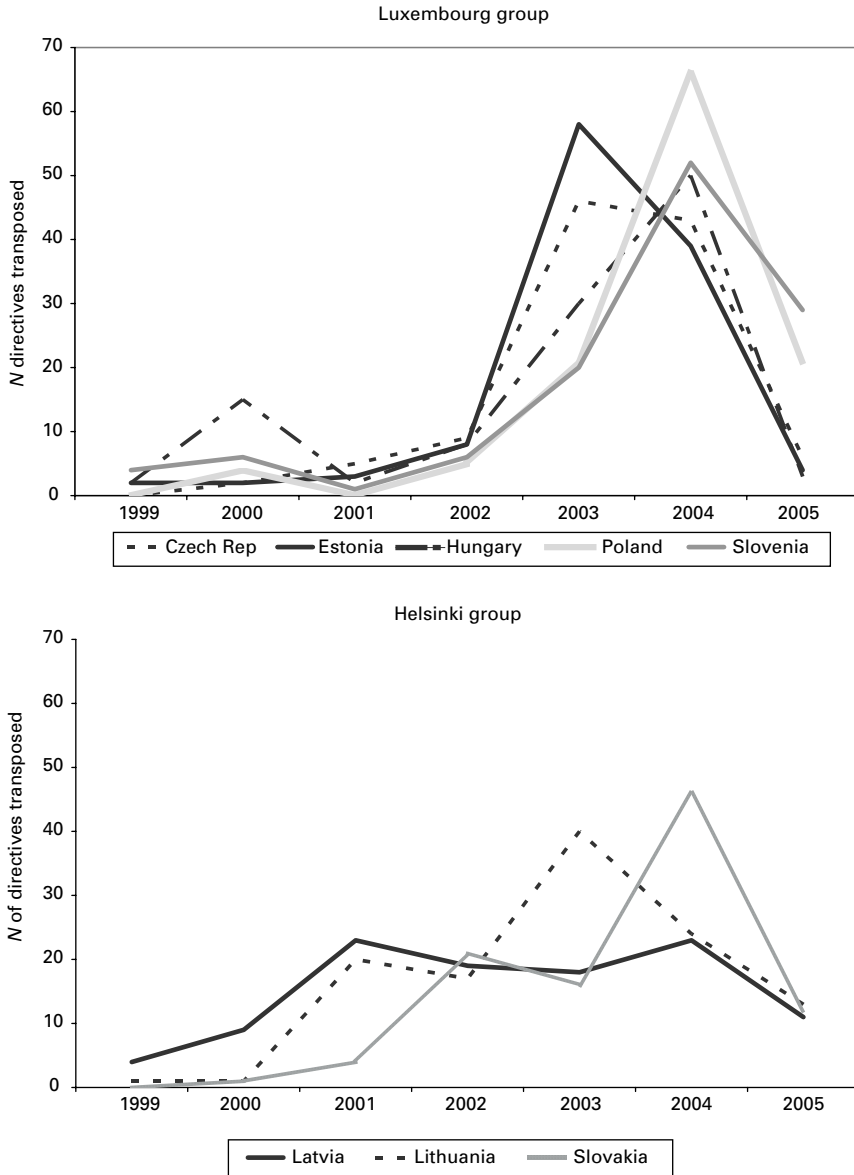 Luxembourg group
N directives transposed
70
60
50
40
30
20
10
0
1999 2000 2001 2002 2003 2004 2005
Czech Rep Estonia Hungary Poland Slovenia
Helsinki group
N of directives transposed
70
60
50
40
30
20
10
0
1999 2000 2001 2002 2003 2004 2005
Latvia Lithuania Slovakia